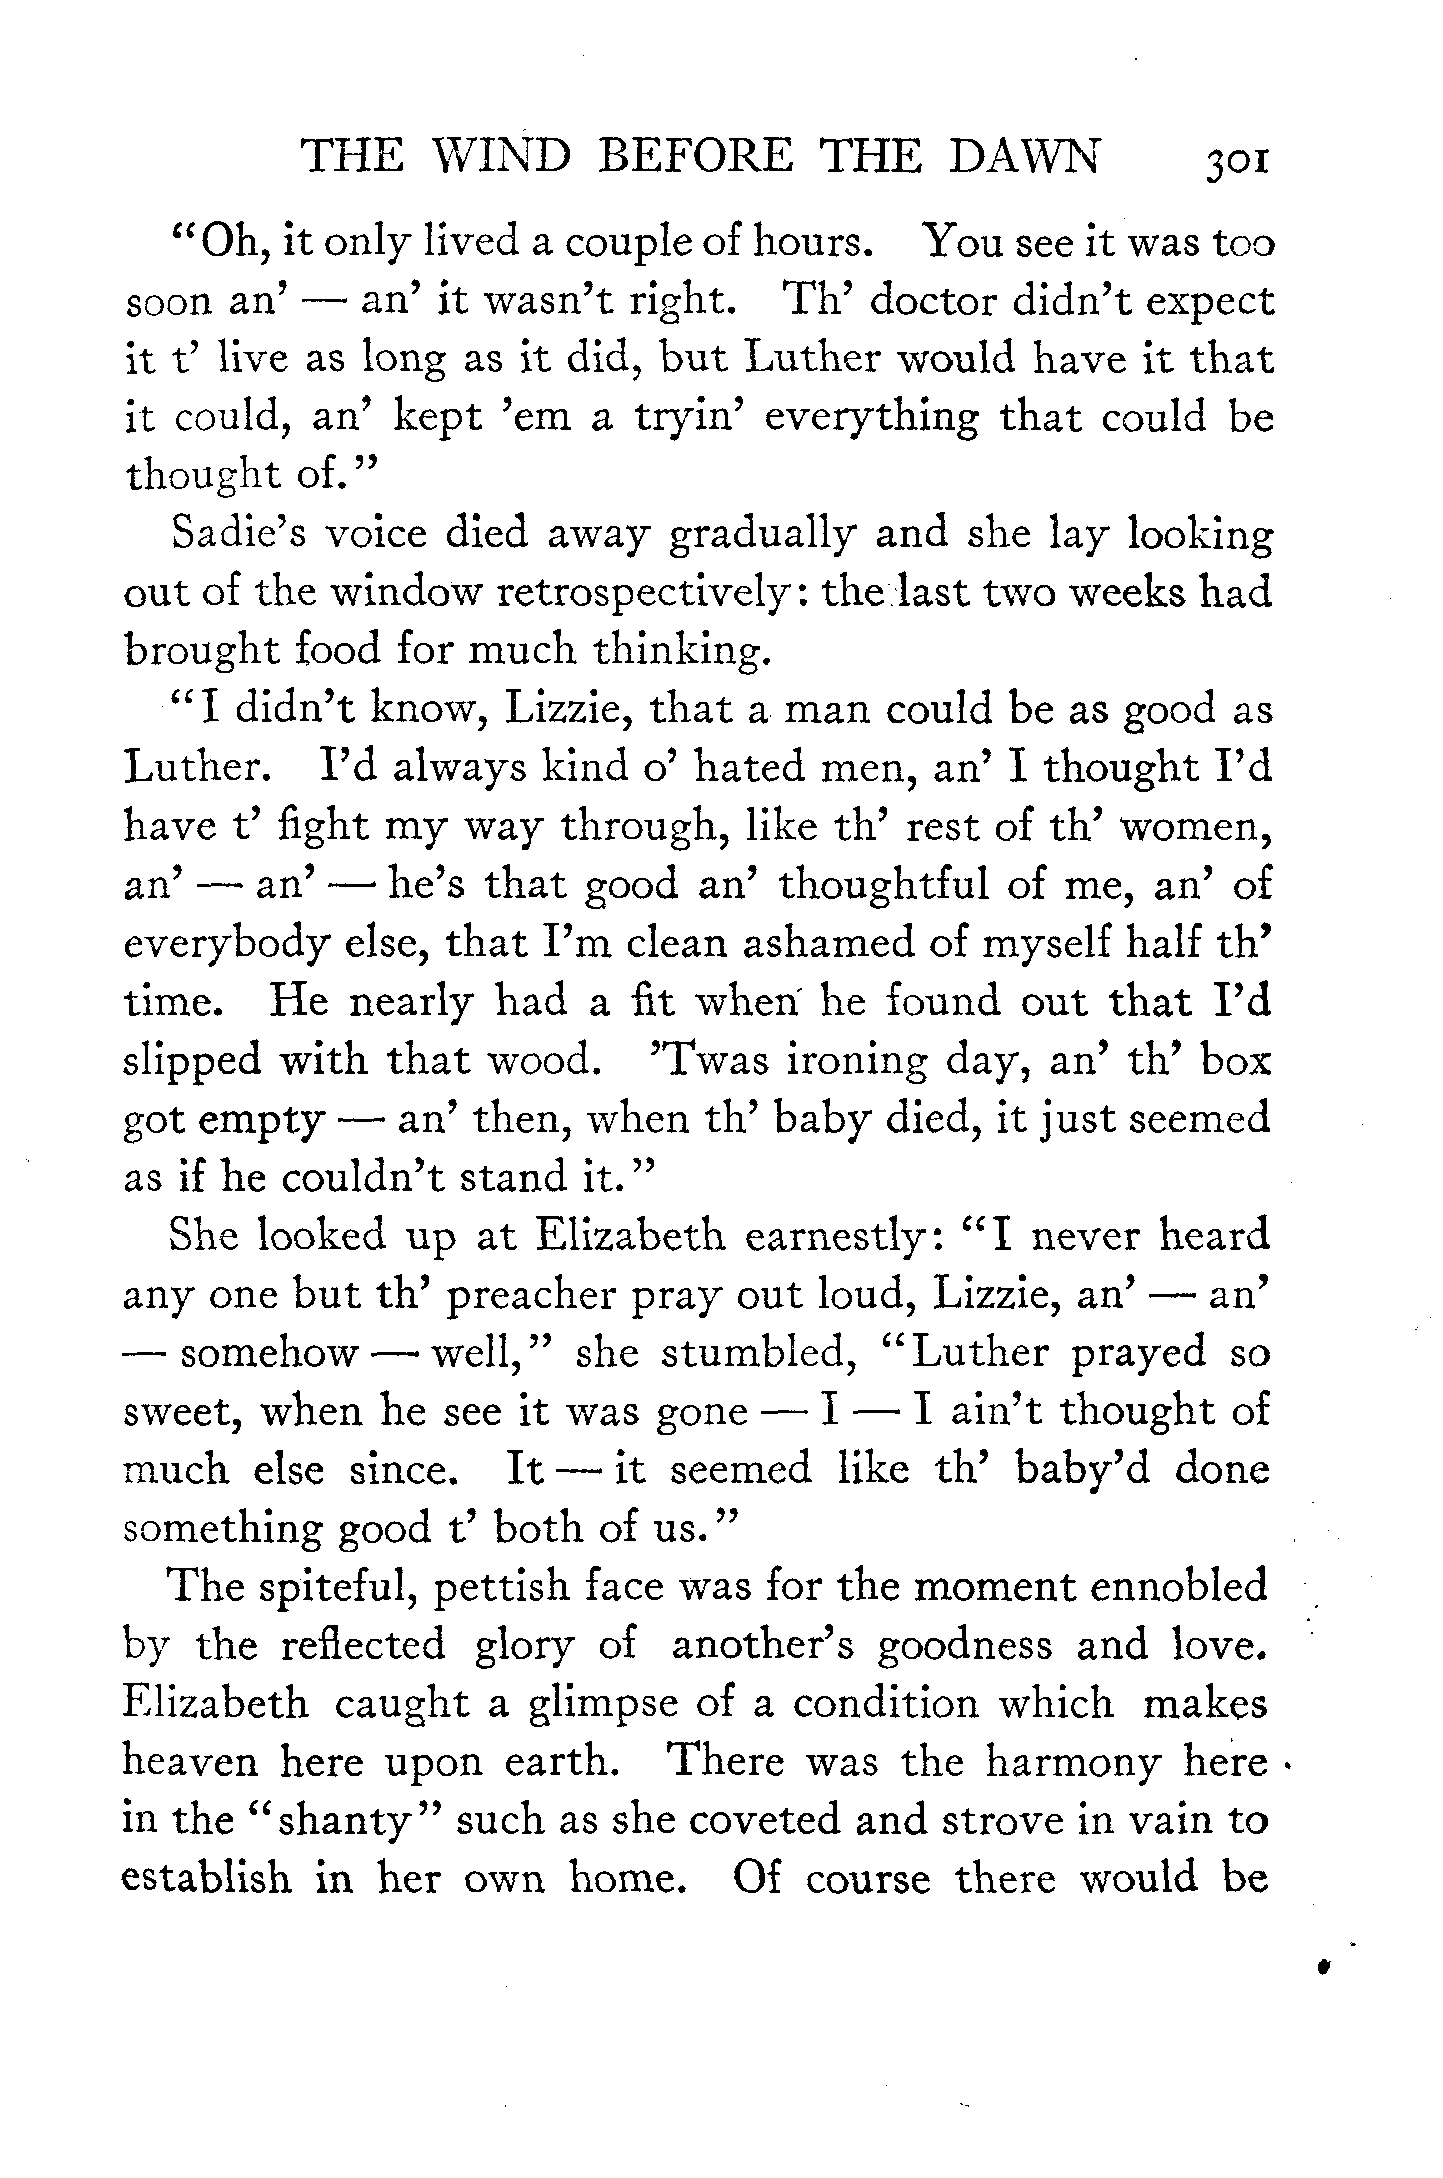 THE WIND BEFORE THE DAWN 301
“Oh, it only lived a couple of hours. You see it was too
soon an’ — an’ it wasn’t right. Th’ doctor didn’t expect
it t’ live as long as it did, but Luther would have it that
it could, an’ kept ’em a tryin’ everything that could be
thought of.”
Sadie’s voice died away gradually and she lay looking
out of the window retrospectively: the last two weeks had
brought food for much thinking.
“I didn’t know, Lizzie, that a man could be as good as
Luther. I’d always kind o’ hated men, an’ I thought I’d
have t’ fight my way through, like th’ rest of th’ women,
an’ — an’ — he’s that good an’ thoughtful of me, an’ of
everybody else, that I’m clean ashamed of myself half th’
time. He nearly had a fit when he found out that I’d
slipped with that wood. ’Twas ironing day, an’ th’ box
got empty — an’ then, when th’ baby died, it just seemed
as if he couldn’t stand it.”
She looked up at Elizabeth earnestly: “I never heard
any one but th’ preacher pray out loud, Lizzie, an’ — an’
— somehow — well,” she stumbled, “Luther prayed so
sweet, when he see it was gone — I — I ain’t thought of
much else since. It — it seemed like th’ baby’d done
something good t’ both of us.”
The spiteful, pettish face was for the moment ennobled
by the reflected glory of another’s goodness and love.
Elizabeth caught a glimpse of a condition which makes
heaven here upon earth. There was the harmony here
in the “shanty” such as she coveted and strove in vain to
establish in her own home. Of course there would be